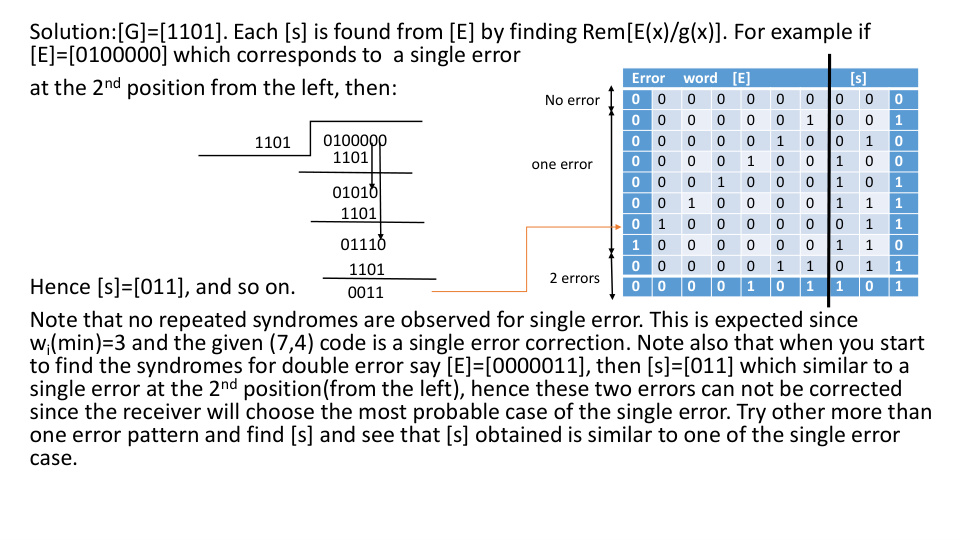 Solution:[G]=[1101]. Each [s] is found from [E] by finding Rem[E(x)/g(x)]. For example if
[E]=[0100000] which corresponds to a single error
at the 2nd position from the left, then:
1101
0100000
1101
01010
1101
01110
1101
0011
Hence [s]=[011], and so on.
Error word [E] [s]
No error
one error
2 errors
0 0 0 0 0 0 0 0 0 0
0 0 0 0 0 0 1 0 0 1
0 0 0 0 0 1 0 0 1 0
0 0 0 0 1 0 0 1 0 0
0 0 0 1 0 0 0 1 0 1
0 0 1 0 0 0 0 1 1 1
0 1 0 0 0 0 0 0 1 1
1 0 0 0 0 0 0 1 1 0
0 0 0 0 0 1 1 0 1 1
0 0 0 0 1 0 1 1 0 1
Note that no repeated syndromes are observed for single error. This is expected since
wi(min)=3 and the given (7,4) code is a single error correction. Note also that when you start
to find the syndromes for double error say [E]=[0000011], then [s]=[011] which similar to a
single error at the 2nd position(from the left), hence these two errors can not be corrected
since the receiver will choose the most probable case of the single error. Try other more than
one error pattern and find [s] and see that [s] obtained is similar to one of the single error
case.